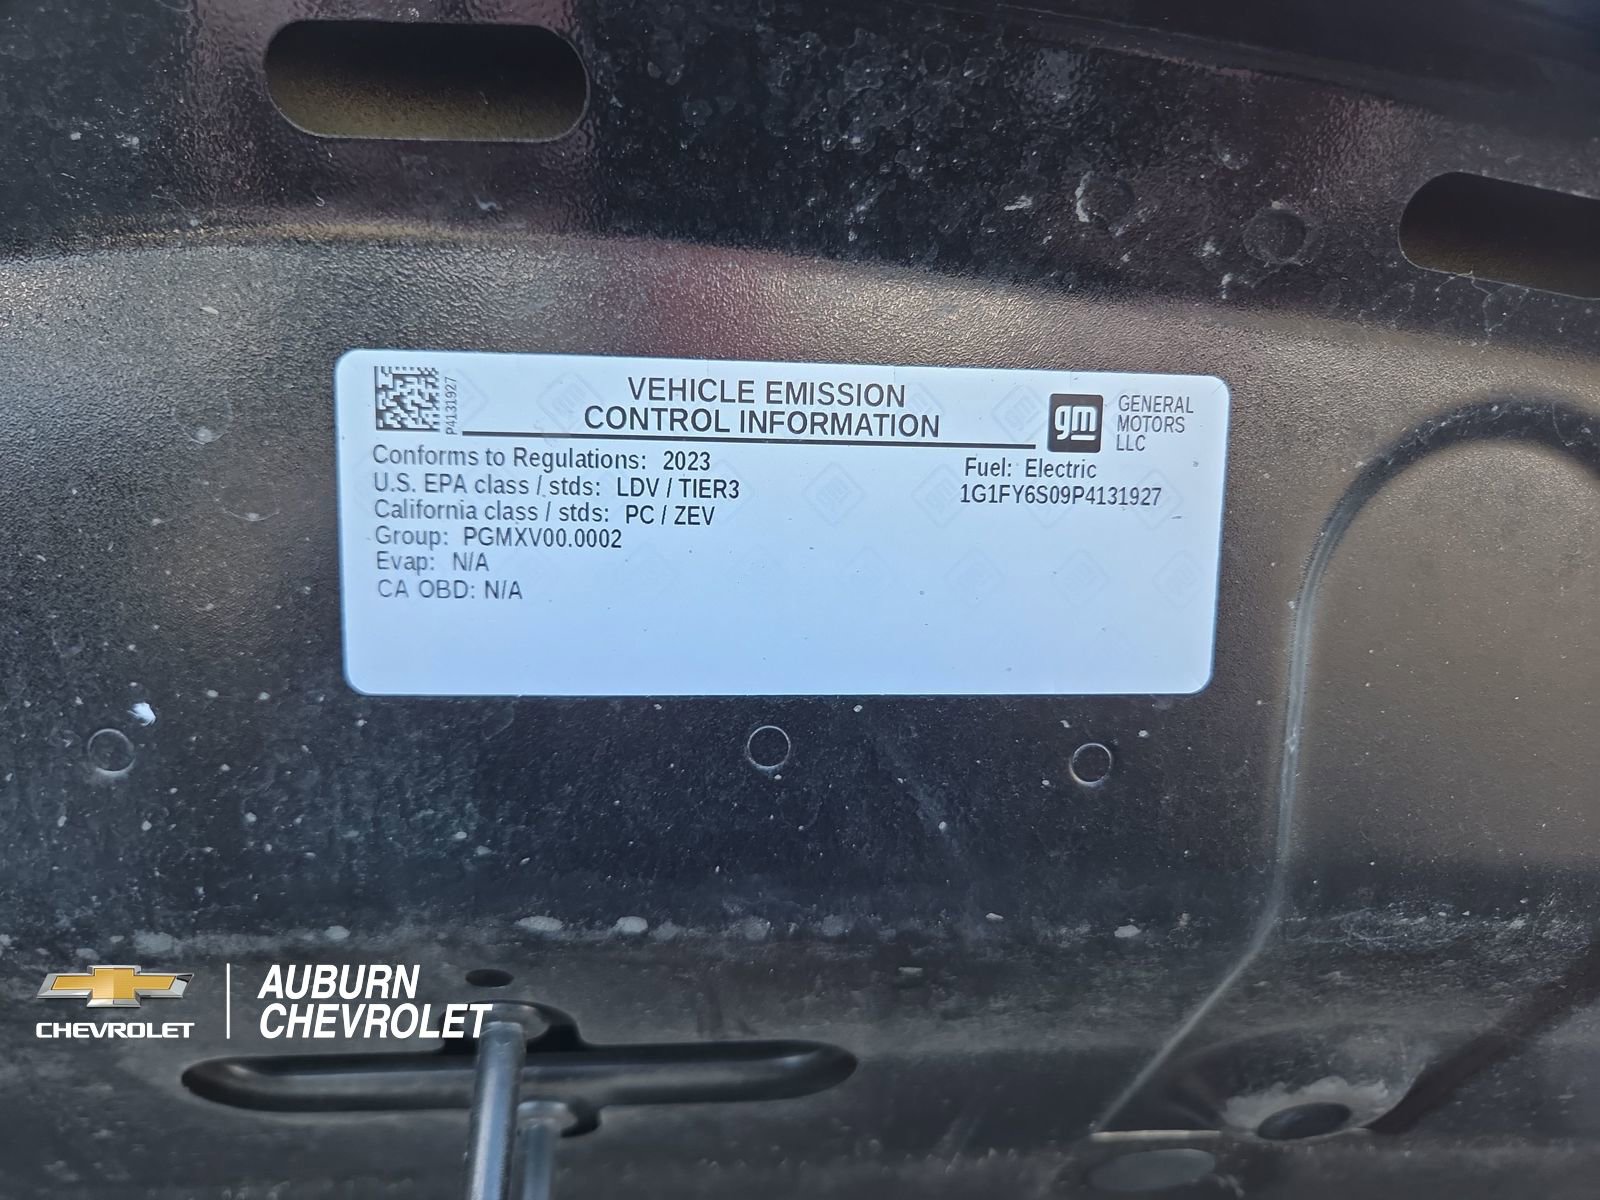 P4131927
VEHICLE EMISSION
CONTROL INFORMATION
gm
GENERAL
MOTORS
LLC
Conforms to Regulations: 2023
U.S. EPA class / stds: LDV / TIER3
California class / stds: PC / ZEV
Group: PGMXV00.0002
Evap: N/A
CA OBD: N/A
Fuel: Electric
1G1FY6S09P4131927
CHEVROLET
AUBURN
CHEVROLET